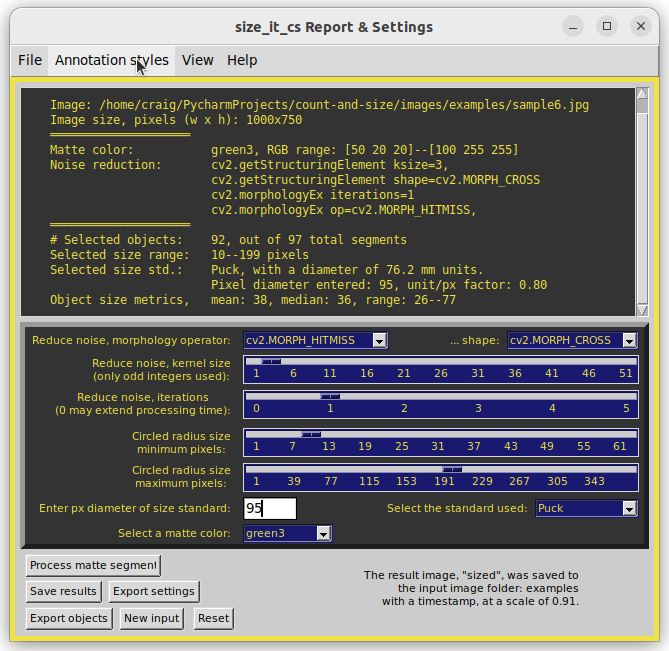 size_it_cs Report & Settings
File Annotation styles View Help
Image: /home/craig/PycharmProjects/count-and-size/images/examples/sample6.jpg
Image size, pixels (w x h): 1000x750
Matte color: green3, RGB range: [50 20 20]--[100 255 255]
Noise reduction: cv2.getStructuringElement ksize=3,
cv2.getStructuringElement shape=cv2.MORPH_CROSS
cv2.morphologyEx iterations=1
cv2.morphologyEx op=cv2.MORPH_HITMISS,
# Selected objects: 92, out of 97 total segments
Selected size range: 10--199 pixels
Selected size std.: Puck, with a diameter of 76.2 mm units.
Pixel diameter entered: 95, unit/px factor: 0.80
Object size metrics, mean: 38, median: 36, range: 26--77
Reduce noise, morphology operator: cv2.MORPH_HITMISS ... shape: cv2.MORPH_CROSS
Reduce noise, kernel size
(only odd integers used):
1 6 11 16 21 26 31 36 41 46 51
Reduce noise, iterations
(0 may extend processing time):
0 1 2 3 4 5
Circled radius size
minimum pixels:
1 7 13 19 25 31 37 43 49 55 61
Circled radius size
maximum pixels:
1 39 77 115 153 191 229 267 305 343
Enter px diameter of size standard: 95 Select the standard used: Puck
Select a matte color: green3
Process matte segment
Save results Export settings
Export objects New input Reset
The result image, "sized", was saved to
the input image folder: examples
with a timestamp, at a scale of 0.91.